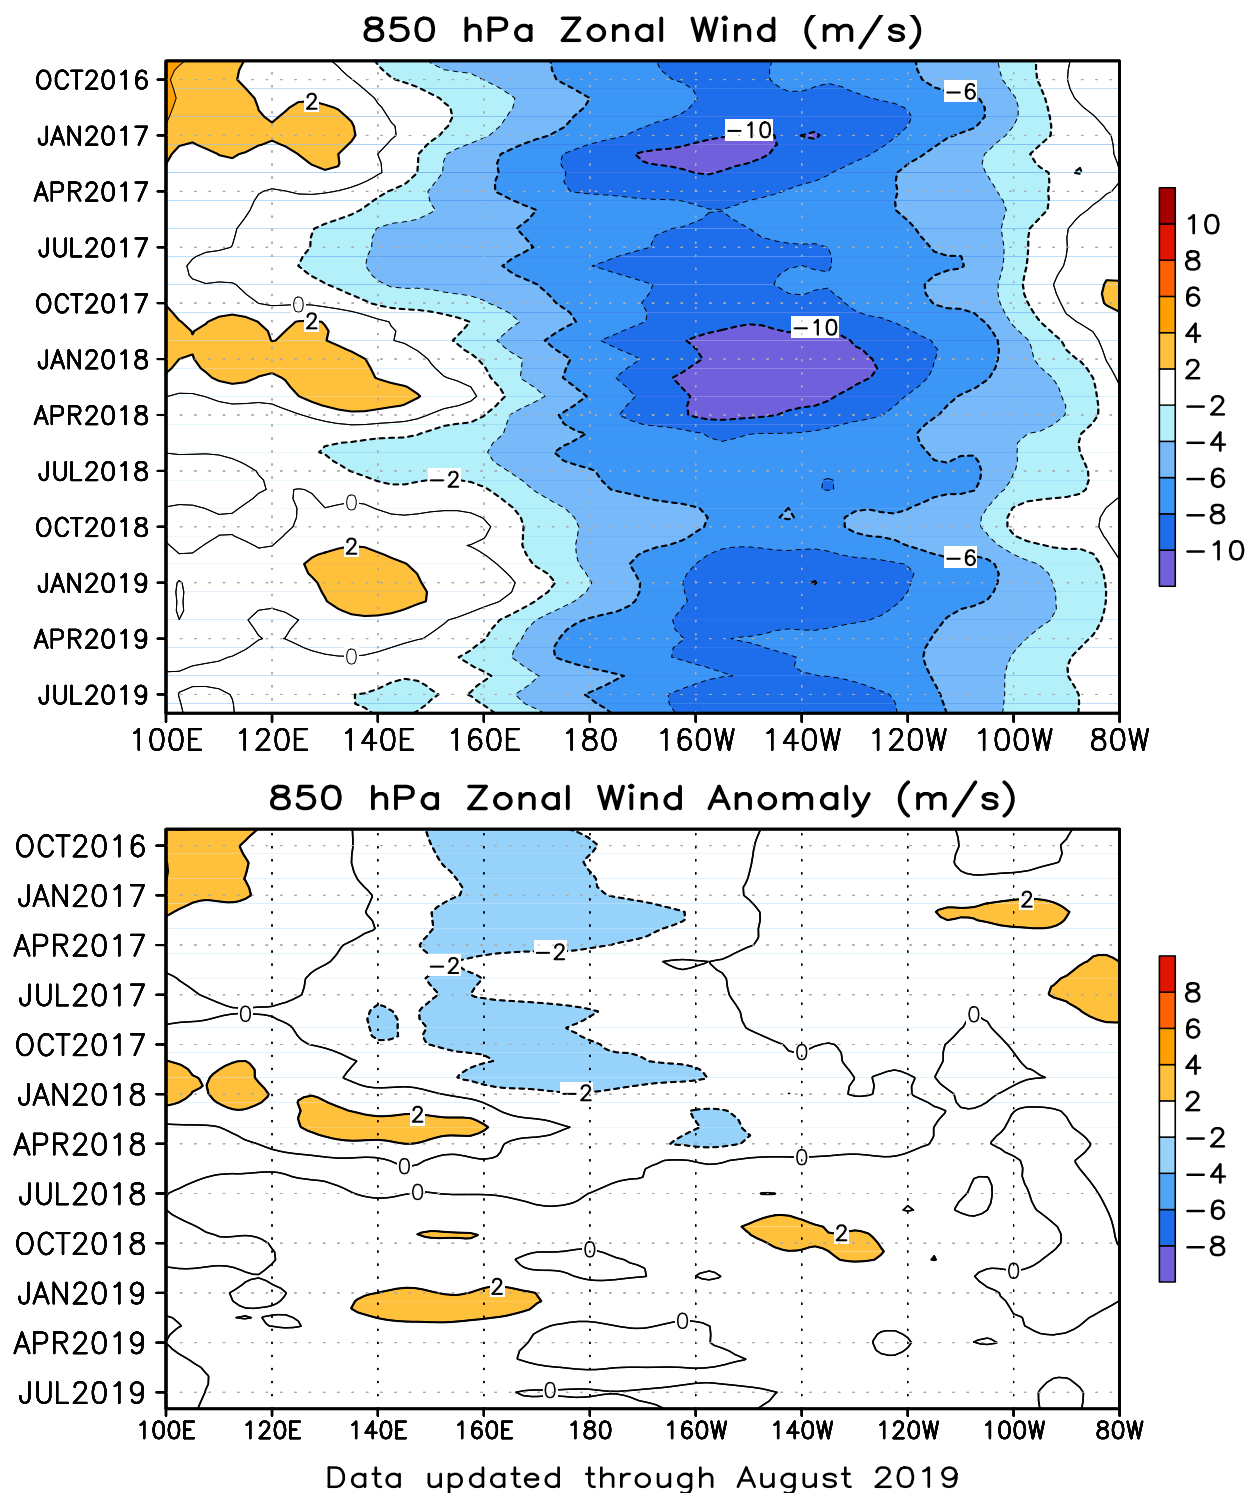 850 hPa Zonal Wind (m/s)
OCT2016
JAN2017
APR2017
JUL2017
OCT2017
JAN2018
APR2018
JUL2018
OCT2018
JAN2019
APR2019
JUL2019
2
-6
-10
0
2
-10
-2
0
2
-6
0
100E 120E 140E 160E 180 160W 140W 120W 100W 80W
10
8
6
4
2
-2
-4
-6
-8
-10
850 hPa Zonal Wind Anomaly (m/s)
OCT2016
JAN2017
APR2017
JUL2017
OCT2017
JAN2018
APR2018
JUL2018
OCT2018
JAN2019
APR2019
JUL2019
2
-2
-2
0
0
0
-2
2
0
0
0
2
0
0
2
0
0
100E 120E 140E 160E 180 160W 140W 120W 100W 80W
8
6
4
2
-2
-4
-6
-8
Data updated through August 2019